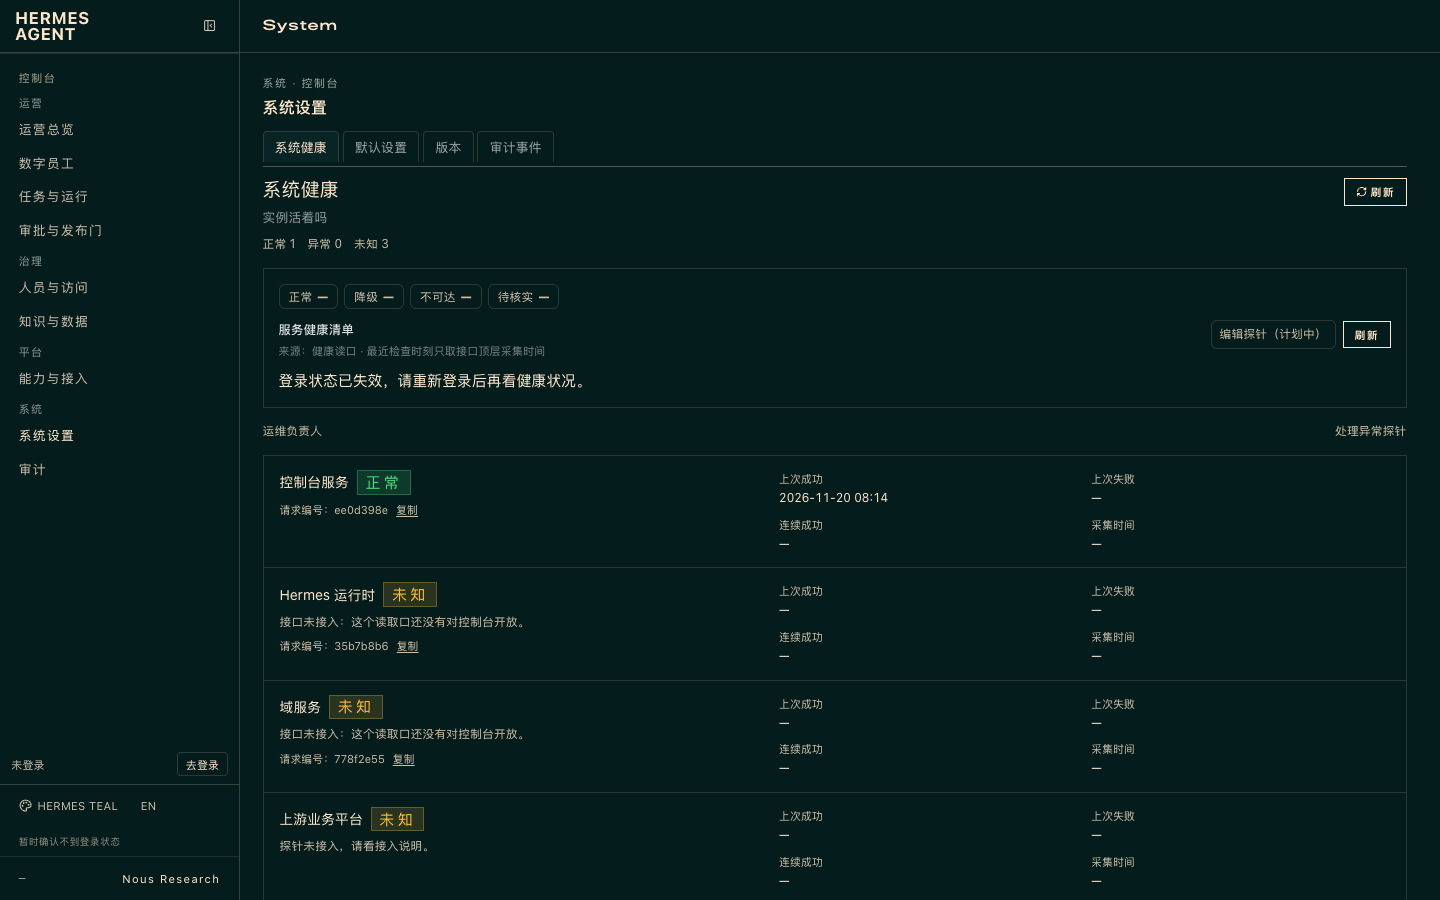 HERMES
AGENT
控制台
运营
运营总览
数字员工
任务与运行
审批与发布门
治理
人员与访问
知识与数据
平台
能力与接入
系统
系统设置
审计
未登录
去登录
HERMES TEAL
EN
暂时确认不到登录状态
—
Nous Research
System
系统 · 控制台
系统设置
系统健康
默认设置
版本
审计事件
系统健康
刷新
实例活着吗
正常 1 异常 0 未知 3
正常 —
降级 —
不可达 —
待核实 —
服务健康清单
编辑探针（计划中）
刷新
来源：健康读口 · 最近检查时刻只取接口顶层采集时间
登录状态已失效，请重新登录后再看健康状况。
运维负责人
处理异常探针
控制台服务 正常
请求编号：ee0d398e 复制
上次成功
2026-11-20 08:14
上次失败
—
连续成功
—
采集时间
—
Hermes 运行时 未知
接口未接入：这个读取口还没有对控制台开放。
请求编号：35b7b8b6 复制
上次成功
—
上次失败
—
连续成功
—
采集时间
—
域服务 未知
接口未接入：这个读取口还没有对控制台开放。
请求编号：778f2e55 复制
上次成功
—
上次失败
—
连续成功
—
采集时间
—
上游业务平台 未知
探针未接入，请看接入说明。
上次成功
—
上次失败
—
连续成功
—
采集时间
—